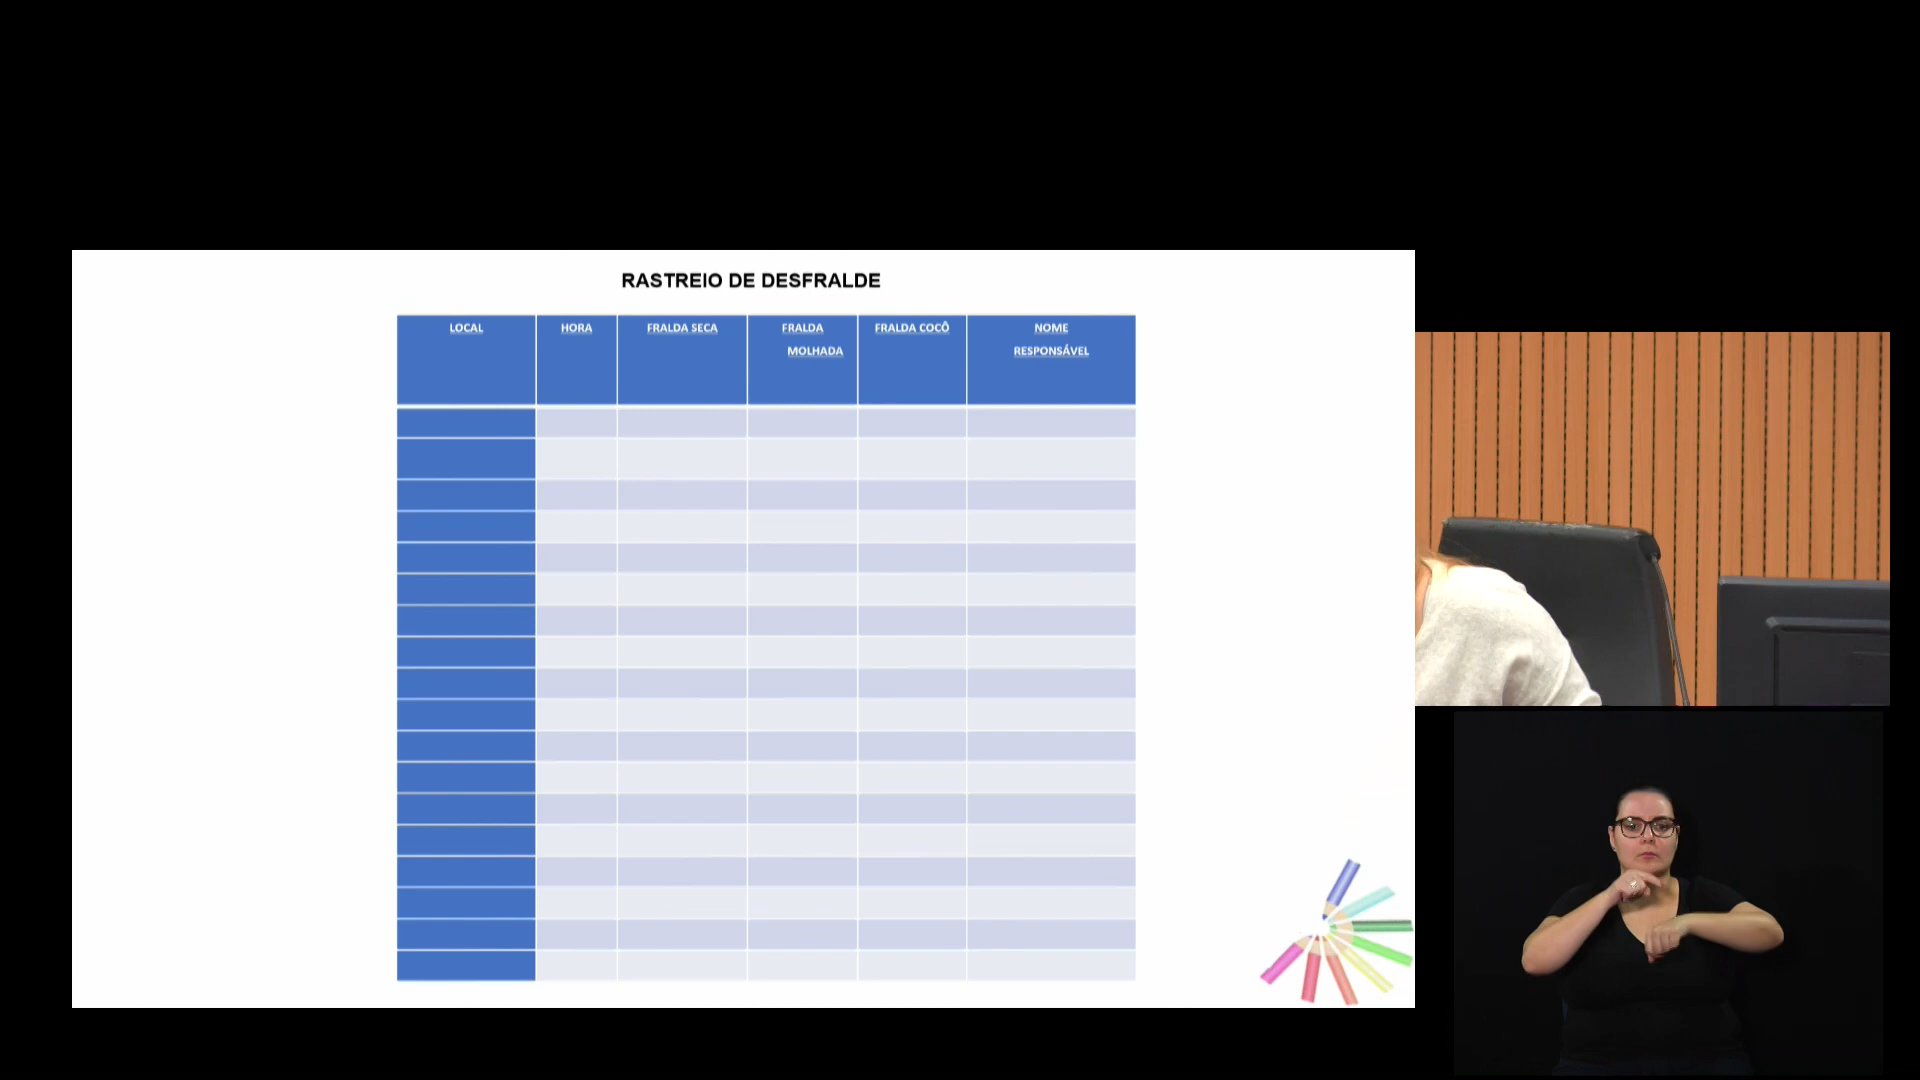 RASTREIO DE DESFRALDE
LOCAL
HORA
FRALDA SECA
FRALDA
MOLHADA
FRALDA COCÔ
NOME
RESPONSÁVEL